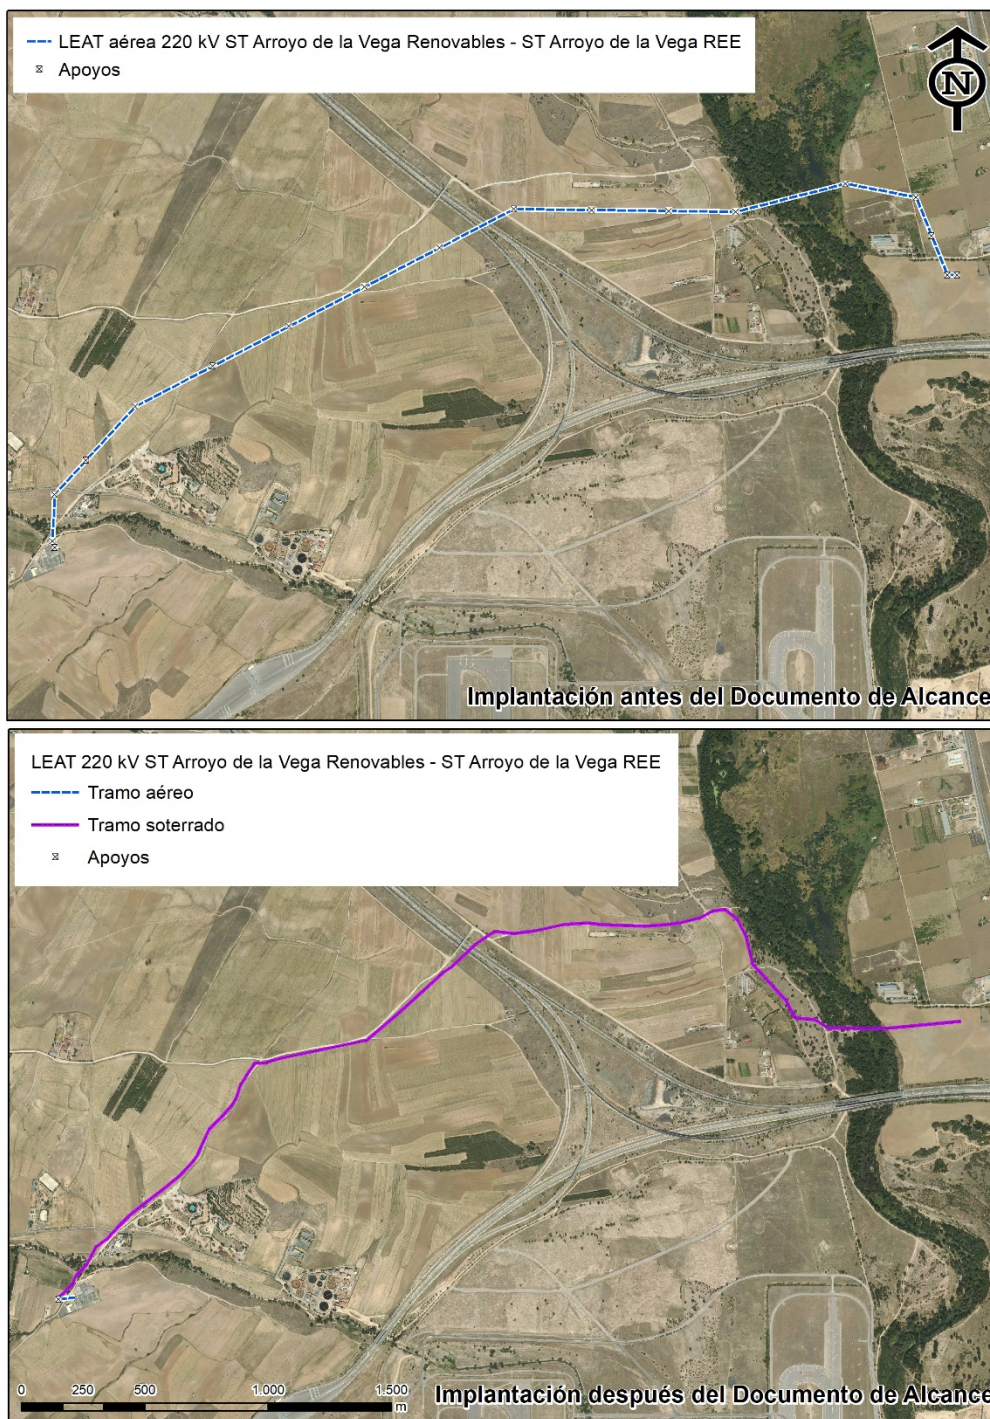 LEAT aérea 220 kV ST Arroyo de la Vega Renovables - ST Arroyo de la Vega REE
Apoyos
N
Implantación antes del Documento de Alcance
LEAT 220 kV ST Arroyo de la Vega Renovables - ST Arroyo de la Vega REE
Tramo aéreo
Tramo soterrado
Apoyos
0 250 500 1.000 1.500
m
Implantación después del Documento de Alcance